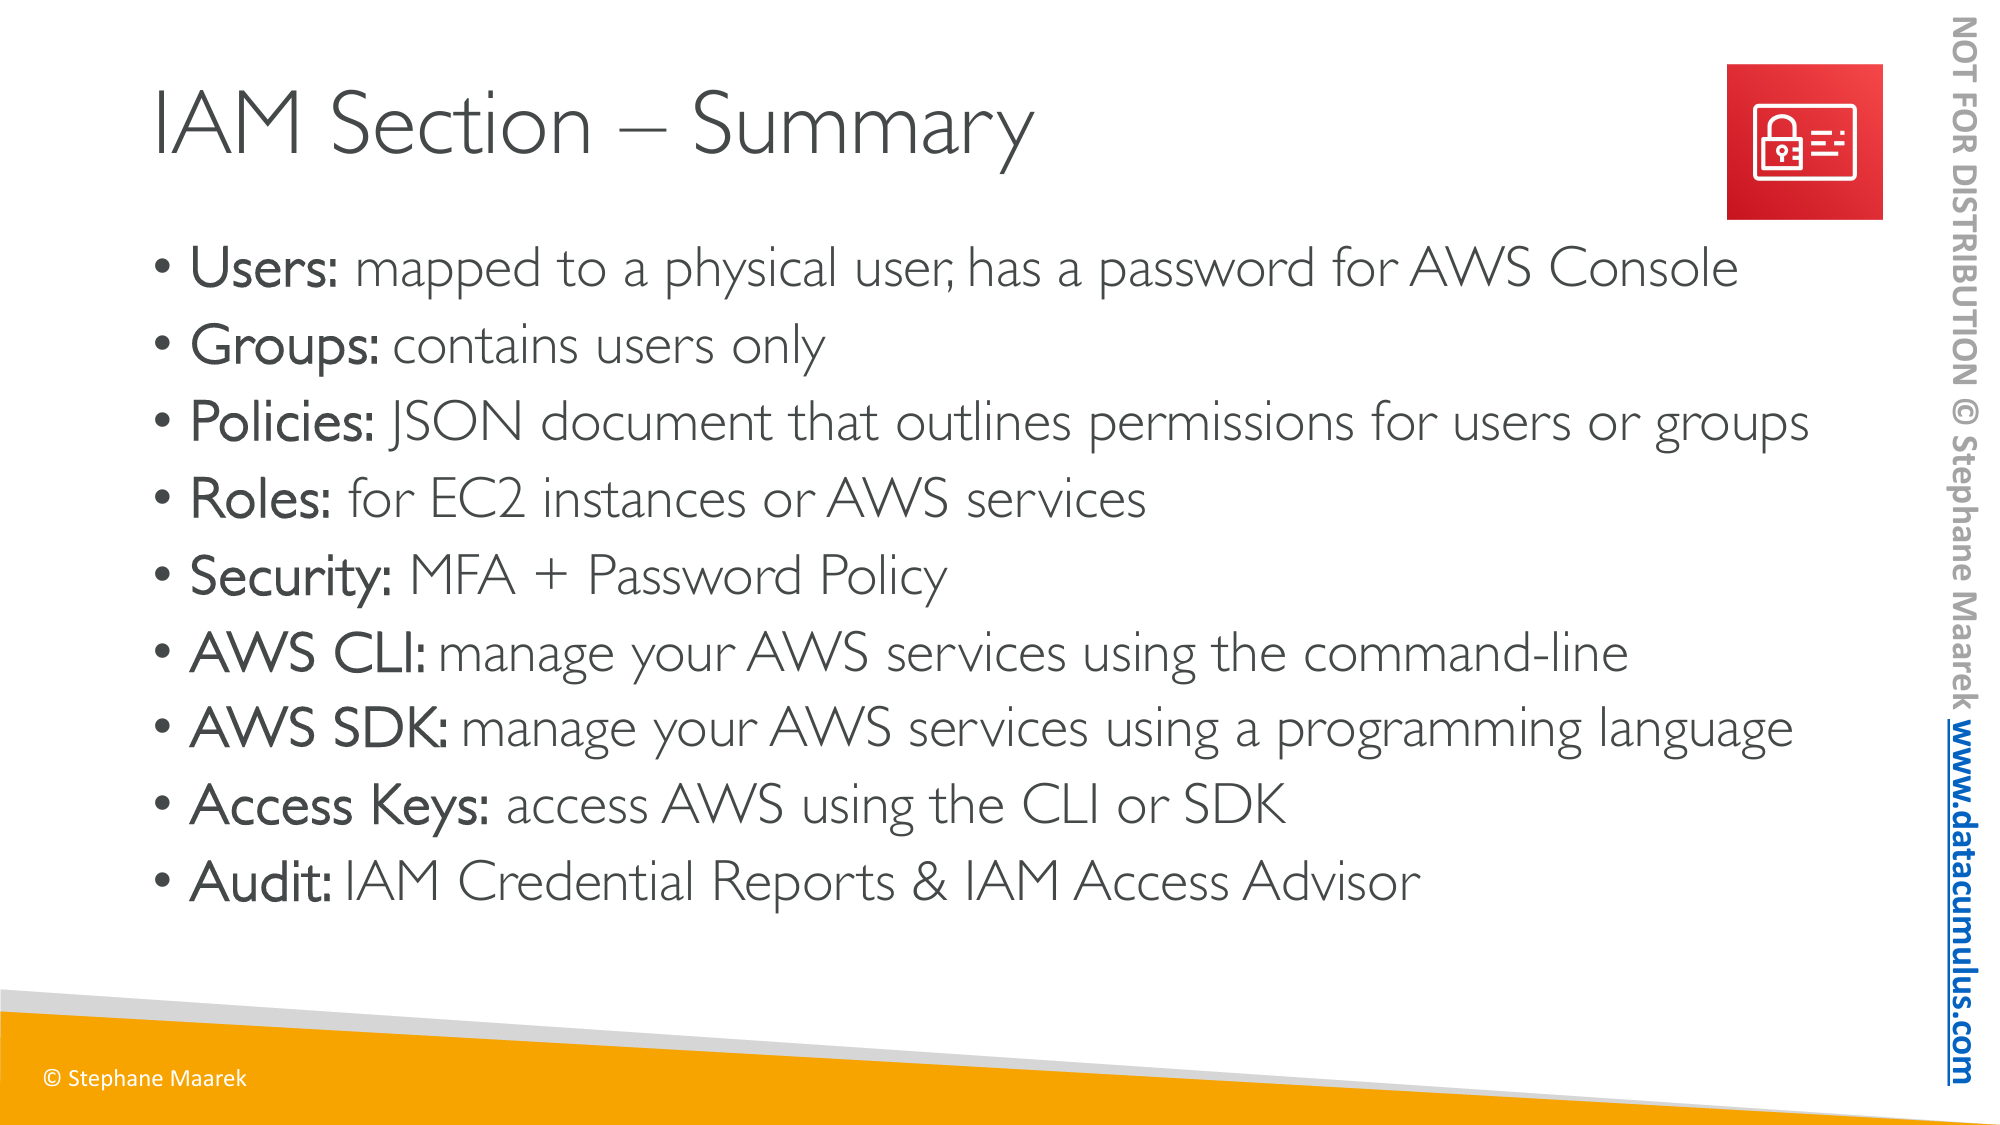 IAM Section – Summary
• Users: mapped to a physical user, has a password for AWS Console
• Groups: contains users only
• Policies: JSON document that outlines permissions for users or groups
• Roles: for EC2 instances or AWS services
• Security: MFA + Password Policy
• AWS CLI: manage your AWS services using the command-line
• AWS SDK: manage your AWS services using a programming language
• Access Keys: access AWS using the CLI or SDK
• Audit: IAM Credential Reports & IAM Access Advisor
© Stephane Maarek
NOT FOR DISTRIBUTION © Stephane Maarek www.datacumulus.com